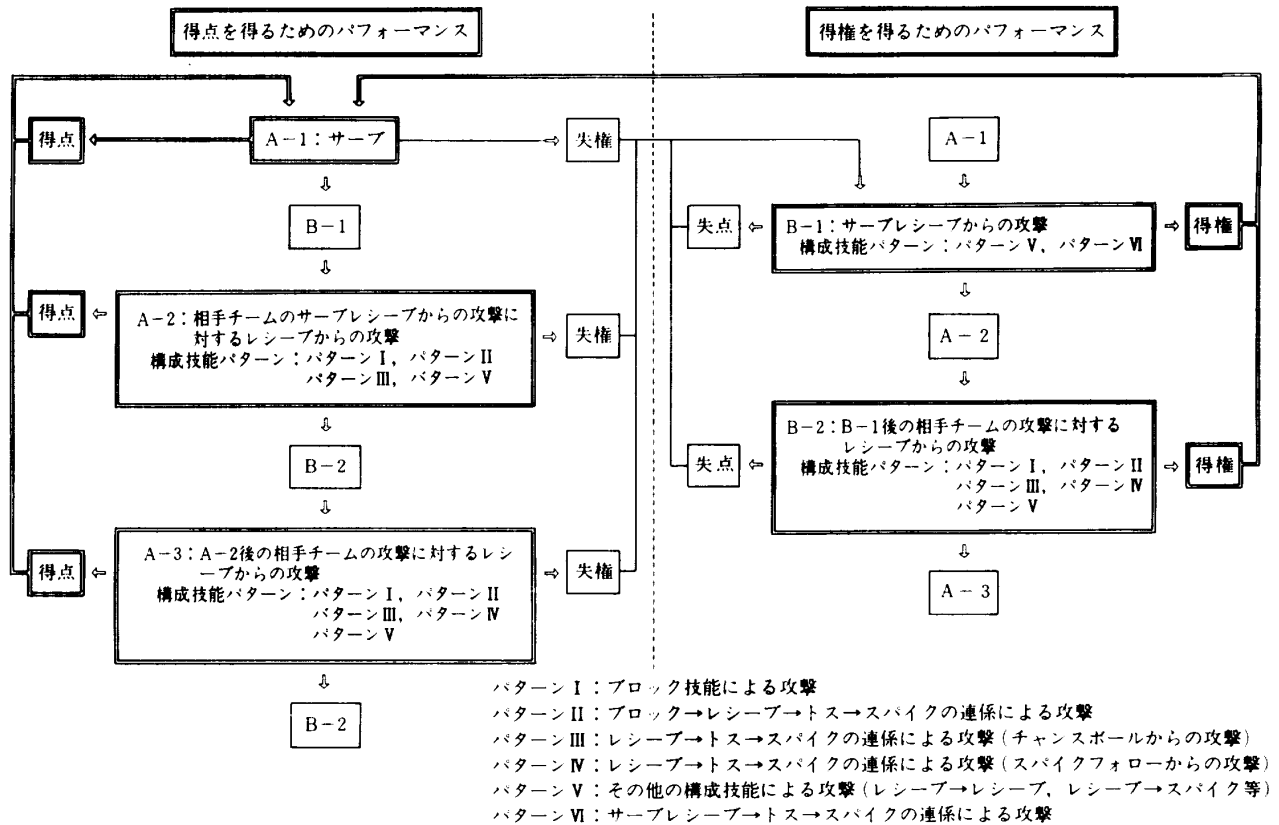 得点を得るためのパフォーマンス
得点
A-1:サーブ
⇨
失権
⇩
B-1
⇩
得点
⇦
A-2:相手チームのサーブレシーブからの攻撃に
対するレシーブからの攻撃
構成技能パターン:パターンⅠ, パターンⅡ
パターンⅢ, パターンⅤ
⇨
失権
⇩
B-2
⇩
得点
⇦
A-3:A-2後の相手チームの攻撃に対するレシ
ーブからの攻撃
構成技能パターン:パターンⅠ, パターンⅡ
パターンⅢ, パターンⅣ
パターンⅤ
⇨
失権
⇩
B-2
得権を得るためのパフォーマンス
A-1
⇩
失点
⇦
B-1:サーブレシーブからの攻撃
構成技能パターン:パターンⅤ, パターンⅥ
⇨
得権
⇩
A-2
⇩
失点
⇦
B-2:B-1後の相手チームの攻撃に対する
レシーブからの攻撃
構成技能パターン:パターンⅠ, パターンⅡ
パターンⅢ, パターンⅣ
パターンⅤ
⇨
得権
⇩
A-3
パターンⅠ:ブロック技能による攻撃
パターンⅡ:ブロック→レシーブ→トス→スパイクの連係による攻撃
パターンⅢ:レシーブ→トス→スパイクの連係による攻撃(チャンスボールからの攻撃)
パターンⅣ:レシーブ→トス→スパイクの連係による攻撃(スパイクフォローからの攻撃)
パターンⅤ:その他の構成技能による攻撃(レシーブ→レシーブ, レシーブ→スパイク等)
パターンⅥ:サーブレシーブ→トス→スパイクの連係による攻撃